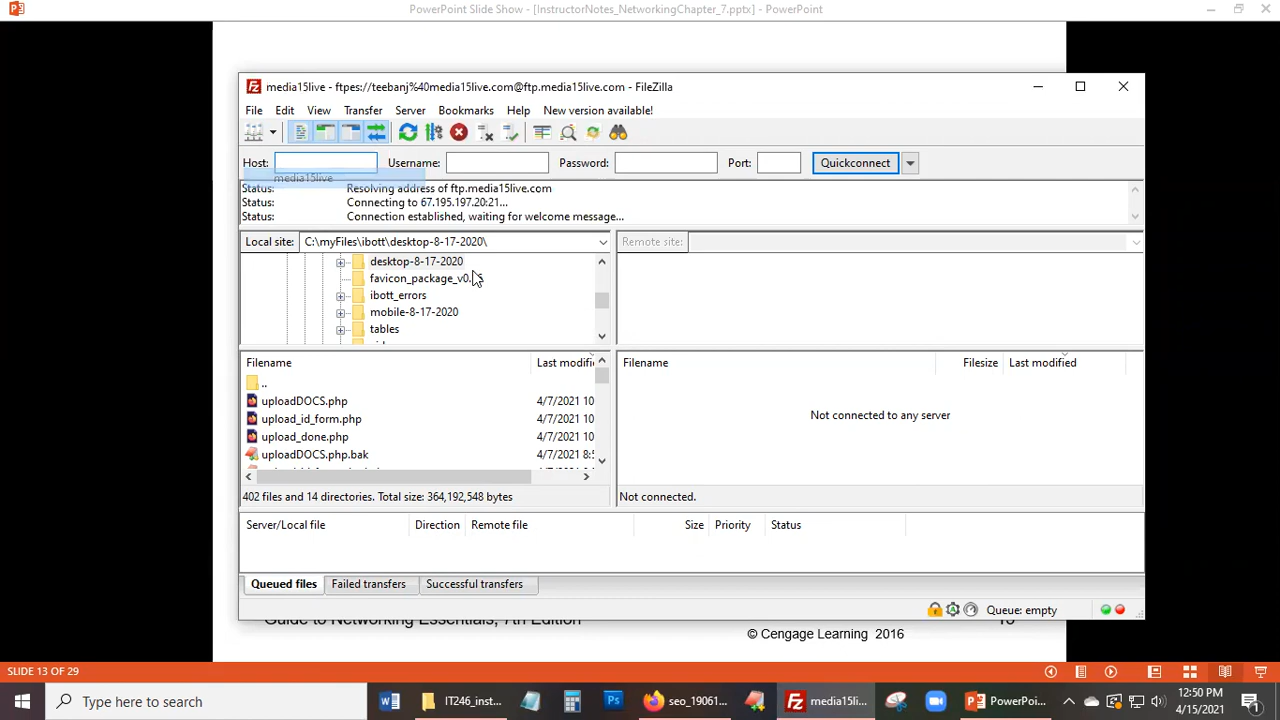 PowerPoint Slide Show - [InstructorNotes_NetworkingChapter_7.pptx] - PowerPoint
media15live - ftpes://teebanj%40media15live.com@ftp.media15live.com - FileZilla
File Edit View Transfer Server Bookmarks Help New version available!
Host: Username: Password: Port: Quickconnect
media15live
Status: Resolving address of ftp.media15live.com
Status: Connecting to 67.195.197.20:21...
Status: Connection established, waiting for welcome message...
Local site: C:\myFiles\ibott\desktop-8-17-2020\ Remote site:
desktop-8-17-2020
favicon_package_v0.
ibott_errors
mobile-8-17-2020
tables
Filename Last modifi Filename Filesize Last modified
..
uploadDOCS.php 4/7/2021 10
upload_id_form.php 4/7/2021 10
upload_done.php 4/7/2021 10
uploadDOCS.php.bak 4/7/2021 8:5
Not connected to any server
402 files and 14 directories. Total size: 364,192,548 bytes Not connected.
Server/Local file Direction Remote file Size Priority Status
Queued files Failed transfers Successful transfers
Queue: empty
Guide to Networking Essentials, 7th Edition
© Cengage Learning 2016
SLIDE 13 OF 29
Type here to search
IT246_inst... seo_19061... media15li... PowerPoi...
12:50 PM
4/15/2021